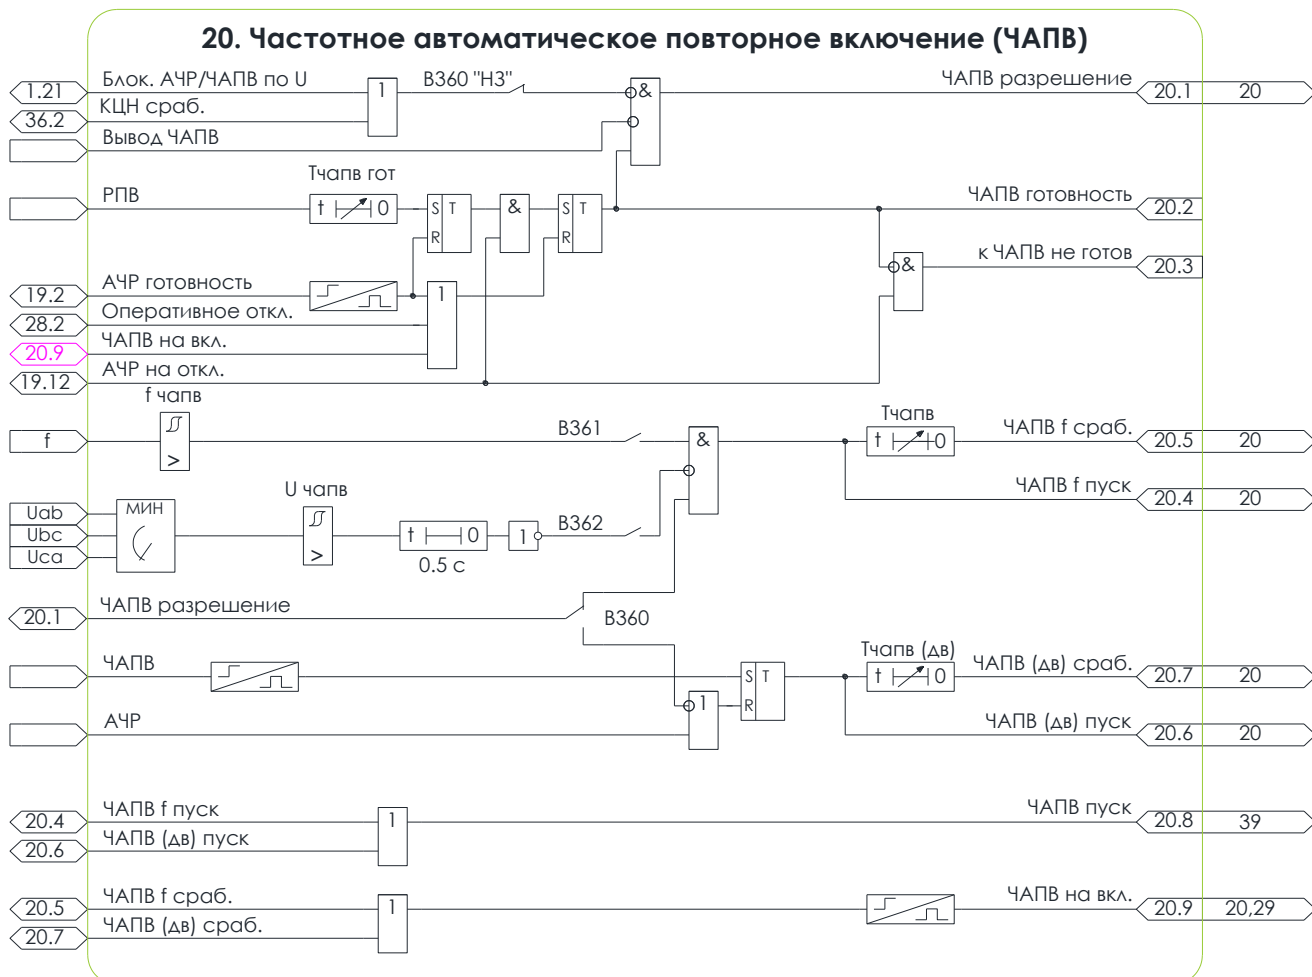 20. Частотное автоматическое повторное включение (ЧАПВ)
1.21 Блок. АЧР/ЧАПВ по U 1 В360 "НЗ" & ЧАПВ разрешение 20.1 20
36.2 КЦН сраб.
Вывод ЧАПВ
Тчапв гот
РПВ t 0 S T R & S T R ЧАПВ готовность 20.2
& к ЧАПВ не готов 20.3
19.2 АЧР готовность 1
28.2 Оперативное откл.
20.9 ЧАПВ на вкл.
19.12 АЧР на откл.
f чапв
f > В361 & Тчапв t 0 ЧАПВ f сраб. 20.5 20
ЧАПВ f пуск 20.4 20
Uab МИН U чапв
Ubc > t 0 1 В362
Uca 0.5 с
20.1 ЧАПВ разрешение В360
ЧАПВ S T R Тчапв (дв) t 0 ЧАПВ (дв) сраб. 20.7 20
АЧР 1 ЧАПВ (дв) пуск 20.6 20
20.4 ЧАПВ f пуск 1 ЧАПВ пуск 20.8 39
20.6 ЧАПВ (дв) пуск
20.5 ЧАПВ f сраб. 1 ЧАПВ на вкл. 20.9 20,29
20.7 ЧАПВ (дв) сраб.